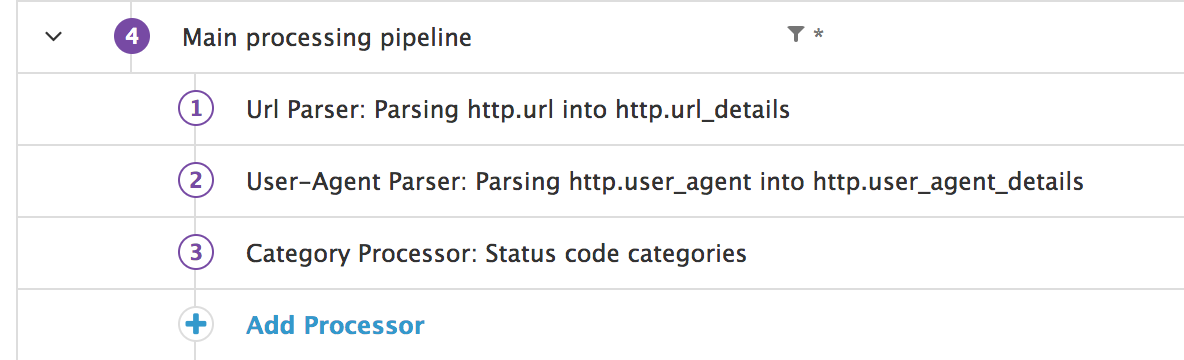 4 Main processing pipeline *
1 Url Parser: Parsing http.url into http.url_details
2 User-Agent Parser: Parsing http.user_agent into http.user_agent_details
3 Category Processor: Status code categories
Add Processor